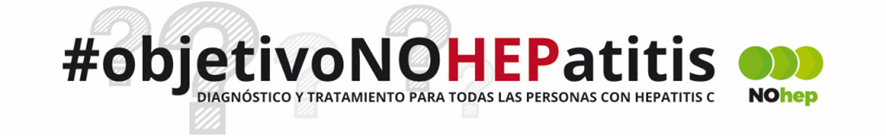 #objetivoNOHEPatitis
DIAGNÓSTICO Y TRATAMIENTO PARA TODAS LAS PERSONAS CON HEPATITIS C
NOhep